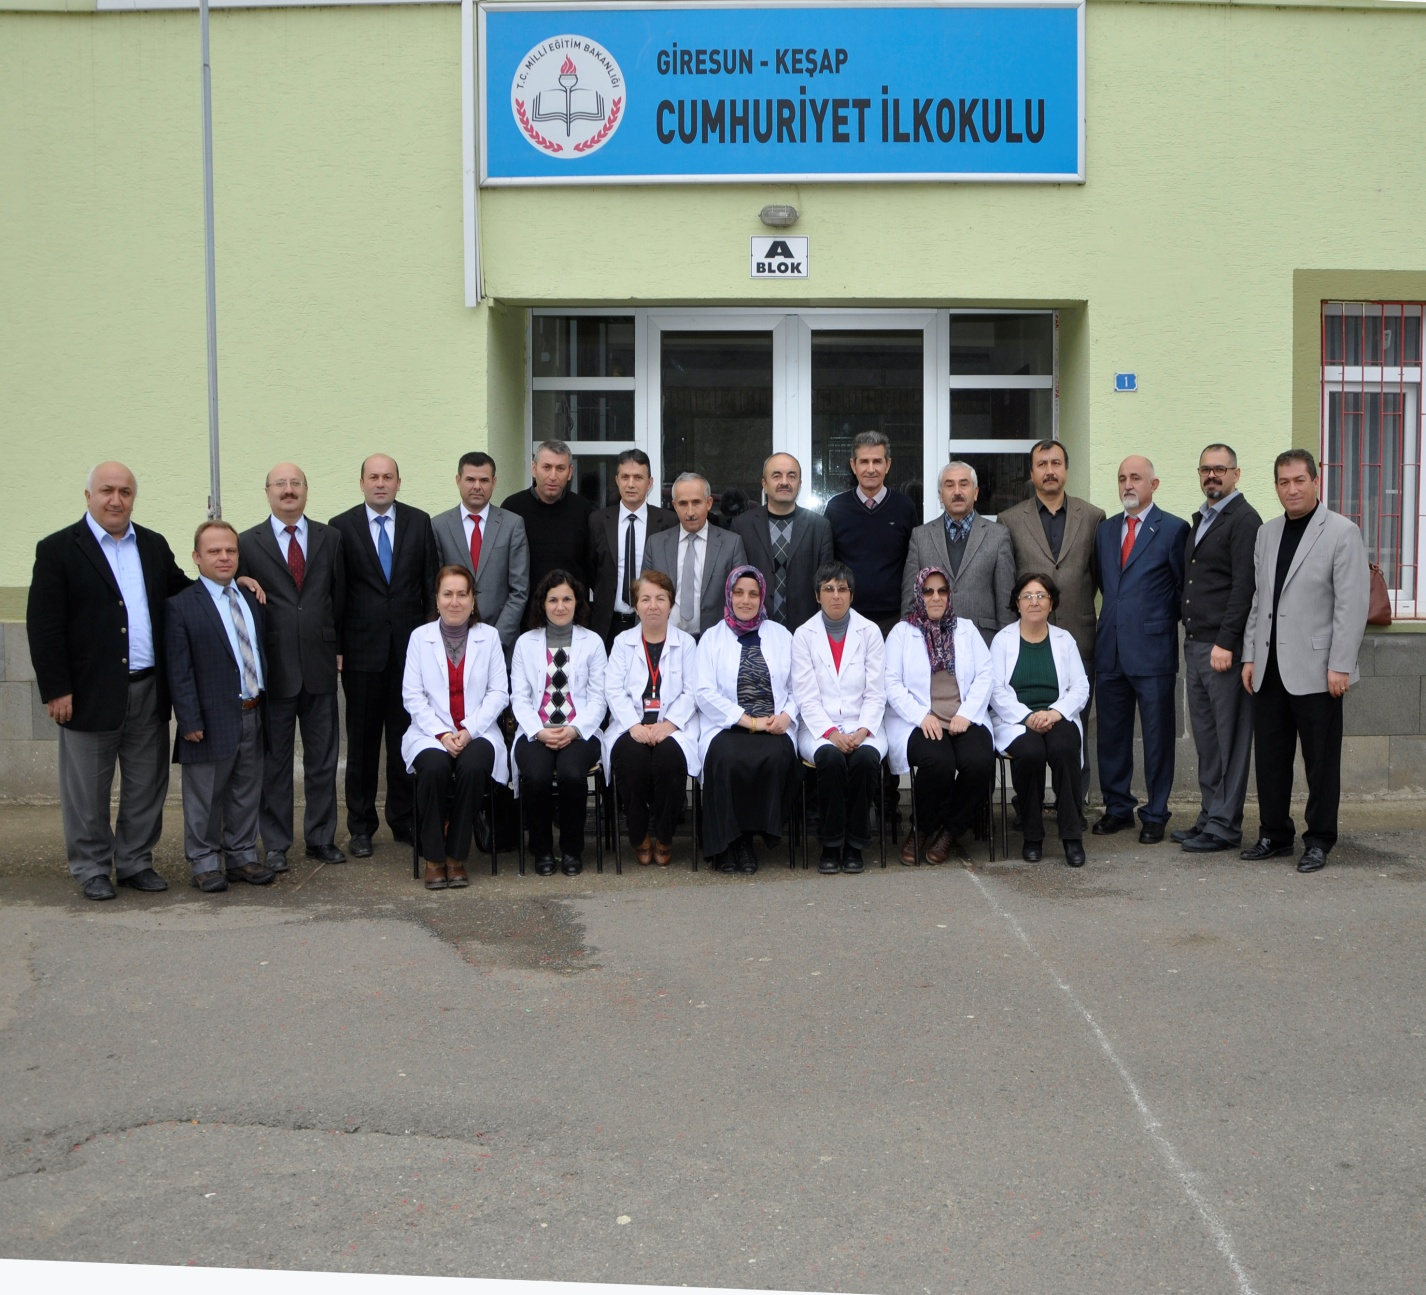 T.C. MİLLİ EĞİTİM BAKANLIĞI
GİRESUN - KEŞAP
CUMHURİYET İLKOKULU
A
BLOK
1